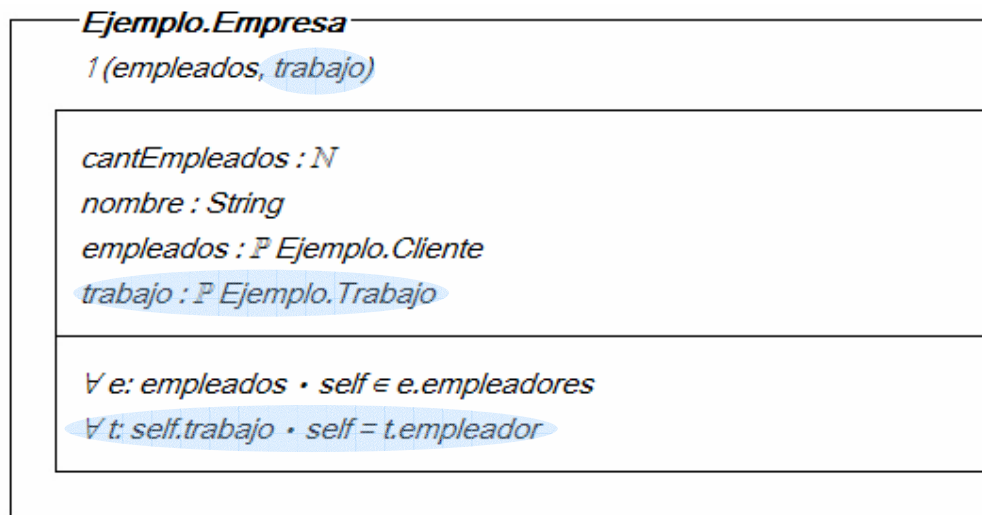 Ejemplo.Empresa
↾(empleados, trabajo)
cantEmpleados : ℕ
nombre : String
empleados : ℙ Ejemplo.Cliente
trabajo : ℙ Ejemplo.Trabajo
∀ e: empleados • self ∈ e.empleadores
∀ t: self.trabajo • self = t.empleador